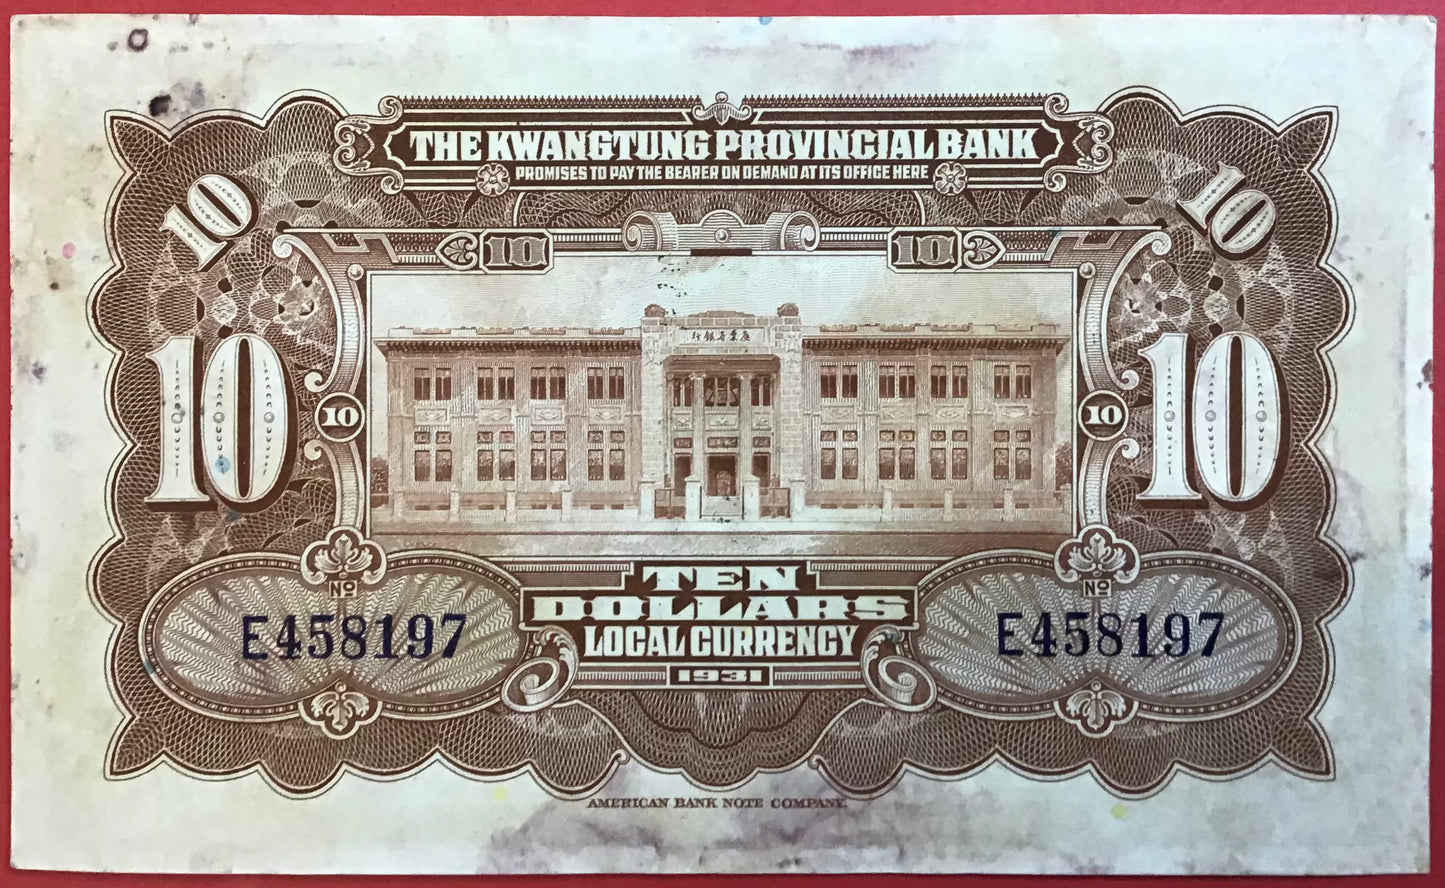 THE KWANGTUNG PROVINCIAL BANK
PROMISES TO PAY THE BEARER ON DEMAND AT ITS OFFICE HERE
10 10
10 10
行銀省東廣
10 10
10 10
Nº Nº
E458197 E458197
TEN
DOLLARS
LOCAL CURRENCY
1931
AMERICAN BANK NOTE COMPANY.